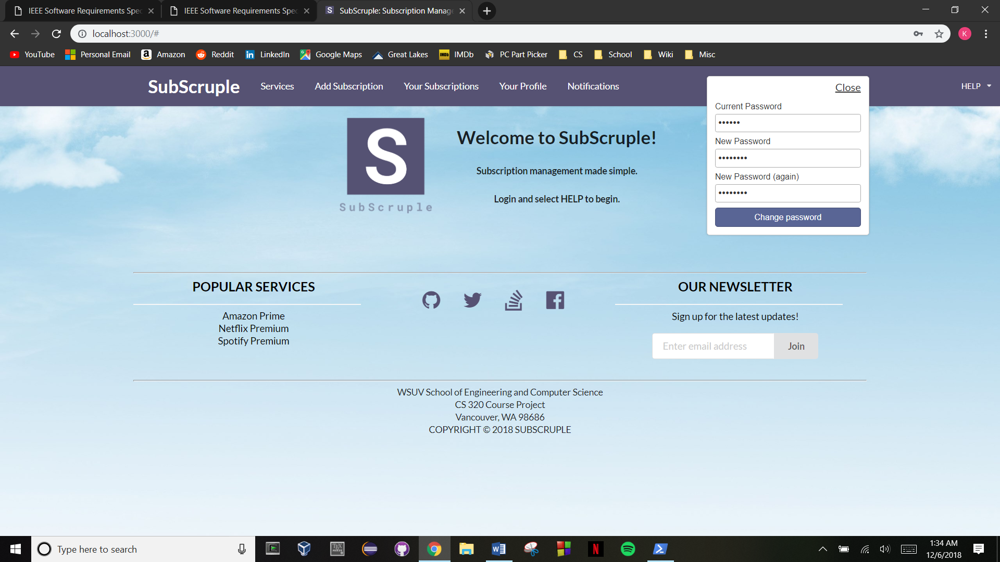 IEEE Software Requirements Spec
IEEE Software Requirements Spec
S SubScruple: Subscription Manage
localhost:3000/#
K
YouTube
Personal Email
Amazon
Reddit
LinkedIn
Google Maps
Great Lakes
IMDb
PC Part Picker
CS
School
Wiki
Misc
SubScruple
Services
Add Subscription
Your Subscriptions
Your Profile
Notifications
HELP
Close
Current Password
••••••
New Password
••••••••
New Password (again)
••••••••
Change password
S
SubScruple
Welcome to SubScruple!
Subscription management made simple.
Login and select HELP to begin.
POPULAR SERVICES
Amazon Prime
Netflix Premium
Spotify Premium
OUR NEWSLETTER
Sign up for the latest updates!
Enter email address
Join
WSUV School of Engineering and Computer Science
CS 320 Course Project
Vancouver, WA 98686
COPYRIGHT © 2018 SUBSCRUPLE
Type here to search
1:34 AM
12/6/2018